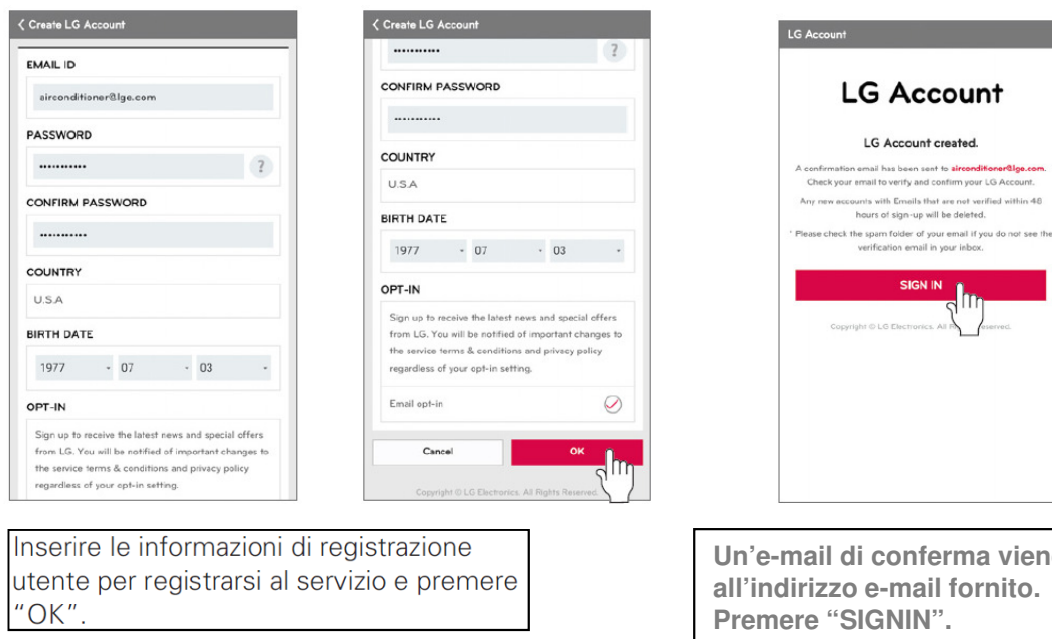 Create LG Account
EMAIL ID
airconditioner@lge.com
PASSWORD
•••••••••••
?
CONFIRM PASSWORD
•••••••••••
COUNTRY
U.S.A
BIRTH DATE
1977 - 07 - 03 -
OPT-IN
Sign up to receive the latest news and special offers
from LG. You will be notified of important changes to
the service terms & conditions and privacy policy
regardless of your opt-in setting.
Create LG Account
•••••••••••
?
CONFIRM PASSWORD
•••••••••••
COUNTRY
U.S.A
BIRTH DATE
1977 - 07 - 03 -
OPT-IN
Sign up to receive the latest news and special offers
from LG. You will be notified of important changes to
the service terms & conditions and privacy policy
regardless of your opt-in setting.
Email opt-in
Cancel
OK
Copyright © LG Electronics. All Rights Reserved.
LG Account
LG Account
LG Account created.
A confirmation email has been sent to airconditioner@lge.com.
Check your email to verify and confirm your LG Account.
Any new accounts with Emails that are not verified within 48
hours of sign-up will be deleted.
* Please check the spam folder of your email if you do not see the
verification email in your inbox.
SIGN IN
Copyright © LG Electronics. All
Inserire le informazioni di registrazione
utente per registrarsi al servizio e premere
“OK”.
Un’e-mail di conferma vien
all’indirizzo e-mail fornito.
Premere “SIGNIN”.